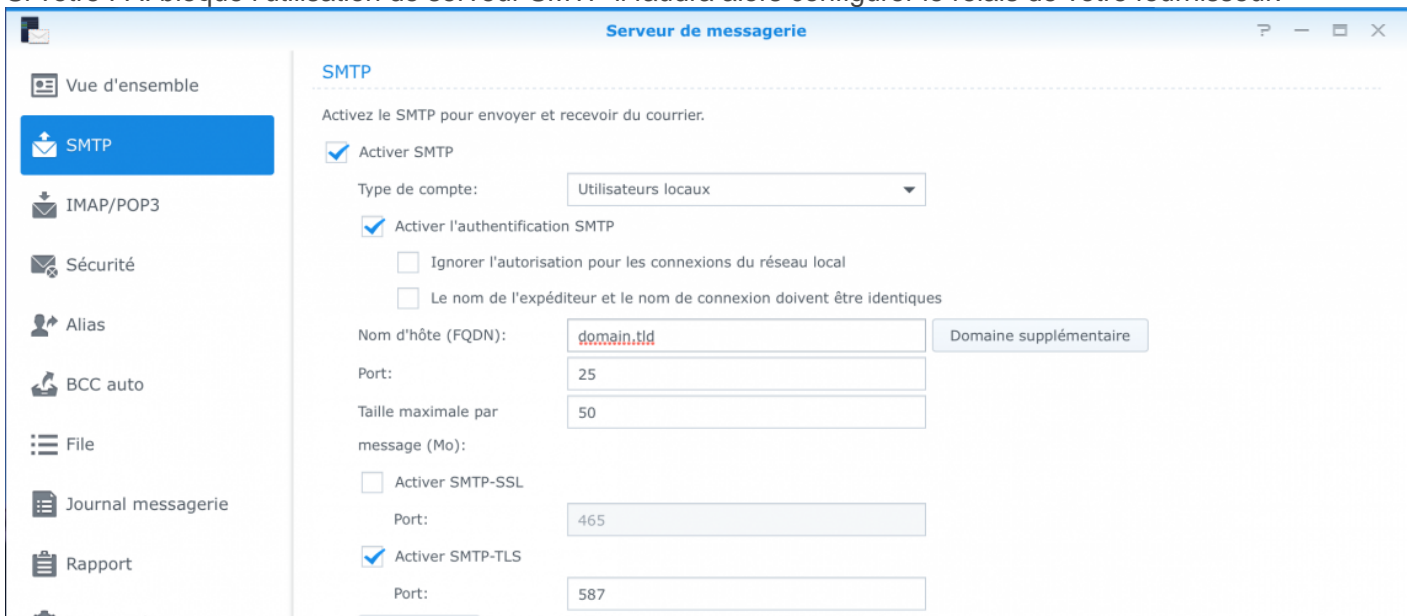 Serveur de messagerie
Vue d'ensemble
SMTP
IMAP/POP3
Sécurité
Alias
BCC auto
File
Journal messagerie
Rapport
SMTP
Activez le SMTP pour envoyer et recevoir du courrier.
Activer SMTP
Type de compte: Utilisateurs locaux
Activer l'authentification SMTP
Ignorer l'autorisation pour les connexions du réseau local
Le nom de l'expéditeur et le nom de connexion doivent être identiques
Nom d'hôte (FQDN): domain.tld Domaine supplémentaire
Port: 25
Taille maximale par 50
message (Mo):
Activer SMTP-SSL
Port: 465
Activer SMTP-TLS
Port: 587